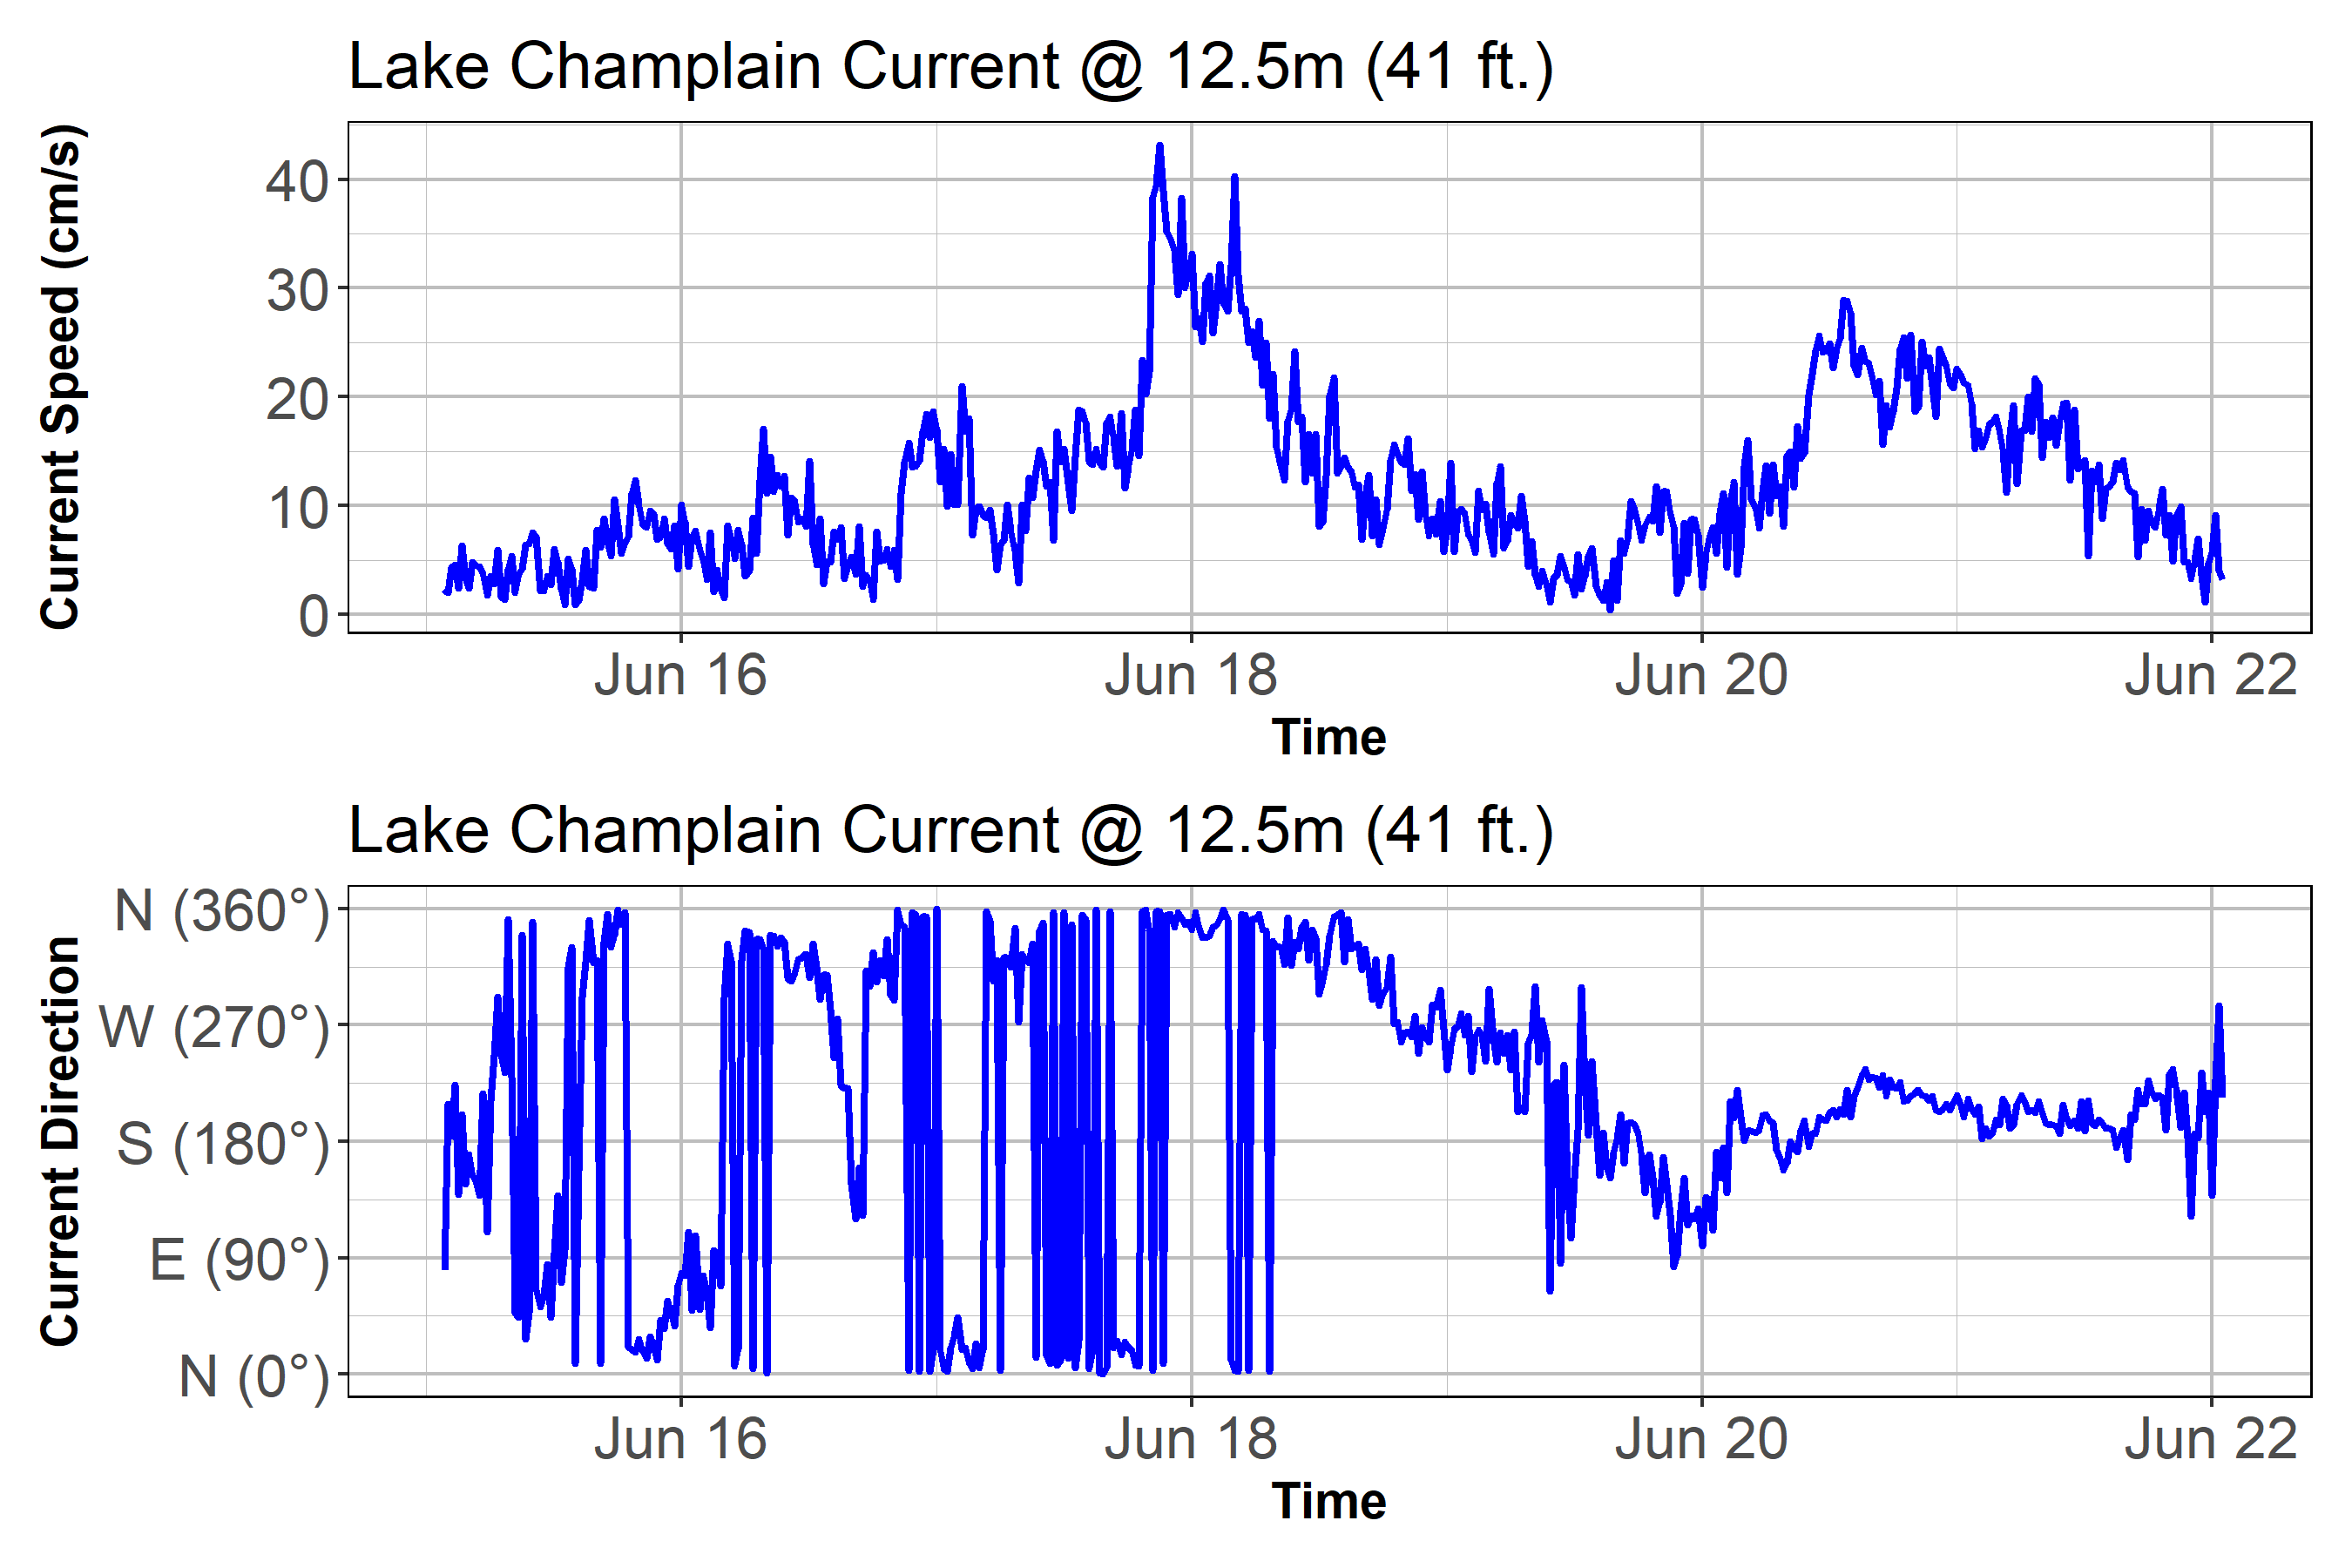 Lake Champlain Current @ 12.5m (41 ft.)
Current Speed (cm/s)
40
30
20
10
0
Jun 16 Jun 18 Jun 20 Jun 22
Time
Lake Champlain Current @ 12.5m (41 ft.)
Current Direction
N (360°)
W (270°)
S (180°)
E (90°)
N (0°)
Jun 16 Jun 18 Jun 20 Jun 22
Time